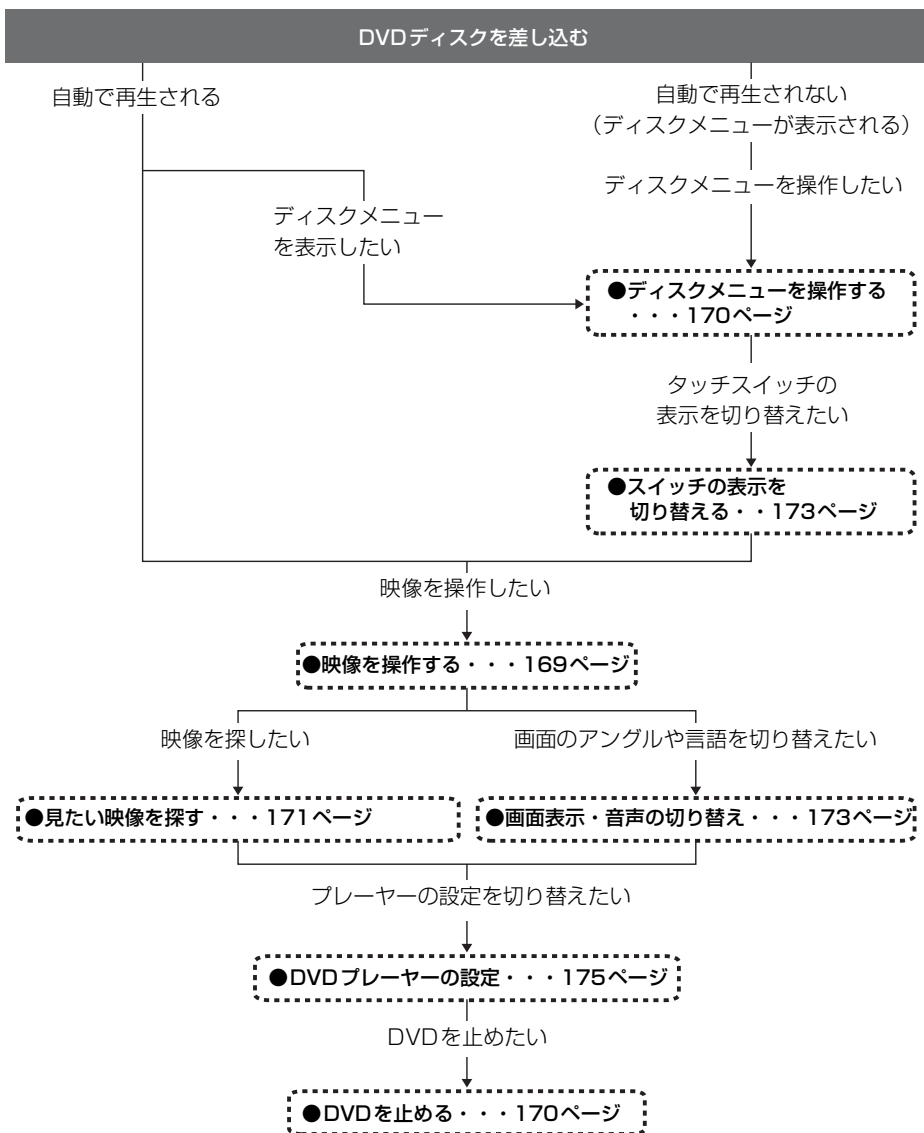 DVDディスクを差し込む
自動で再生される
自動で再生されない
（ディスクメニューが表示される）
ディスクメニューを操作したい
ディスクメニュー
を表示したい
●ディスクメニューを操作する
・・・170ページ
タッチスイッチの
表示を切り替えたい
●スイッチの表示を
切り替える・・173ページ
映像を操作したい
●映像を操作する・・・169ページ
映像を探したい
画面のアングルや言語を切り替えたい
●見たい映像を探す・・・171ページ
●画面表示・音声の切り替え・・・173ページ
プレーヤーの設定を切り替えたい
●DVDプレーヤーの設定・・・175ページ
DVDを止めたい
●DVDを止める・・・170ページ